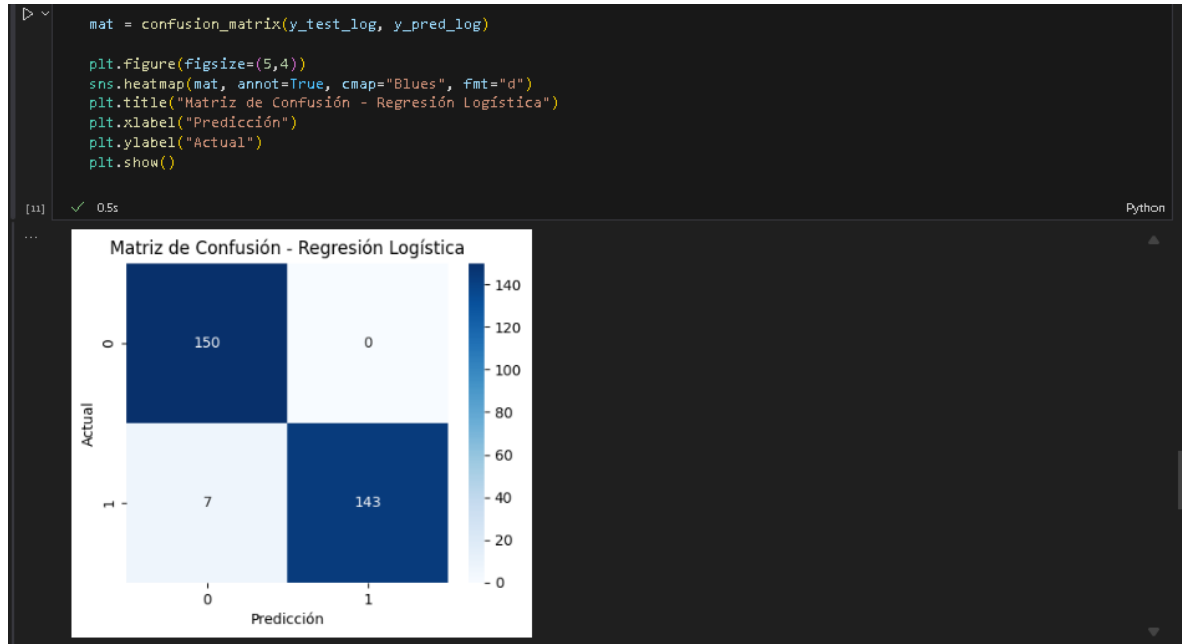 mat = confusion_matrix(y_test_log, y_pred_log)
plt.figure(figsize=(5,4))
sns.heatmap(mat, annot=True, cmap="Blues", fmt="d")
plt.title("Matriz de Confusión - Regresión Logística")
plt.xlabel("Predicción")
plt.ylabel("Actual")
plt.show()
[11] 0.5s Python
...
Matriz de Confusión - Regresión Logística
140
0 150 0
120
100
Actual
80
60
1 7 143
40
20
0
0 1
Predicción